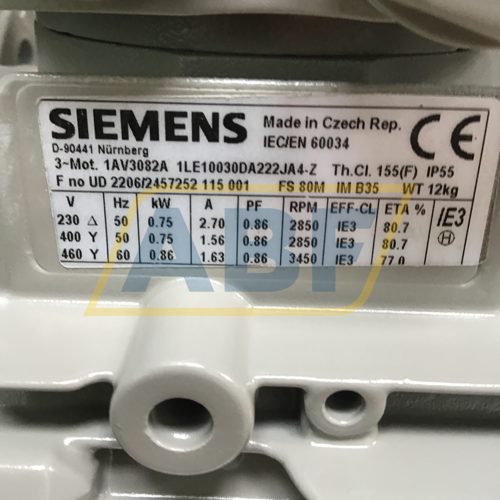 SIEMENS
D-90441 Nürnberg
Made in Czech Rep.
IEC/EN 60034
CE
3~Mot. 1AV3082A 1LE10030DA222JA4-Z Th.Cl. 155(F) IP55
F no UD 2206/2457252 115 001 FS 80M IM B35 WT 12kg
V Hz kW A PF RPM EFF-CL ETA % IE3
230 Δ 50 0.75 2.70 0.86 2850 IE3 80.7
400 Y 50 0.75 1.56 0.86 2850 IE3 80.7
460 Y 60 0.86 1.63 0.86 3450 IE3 77.0
H
ABF